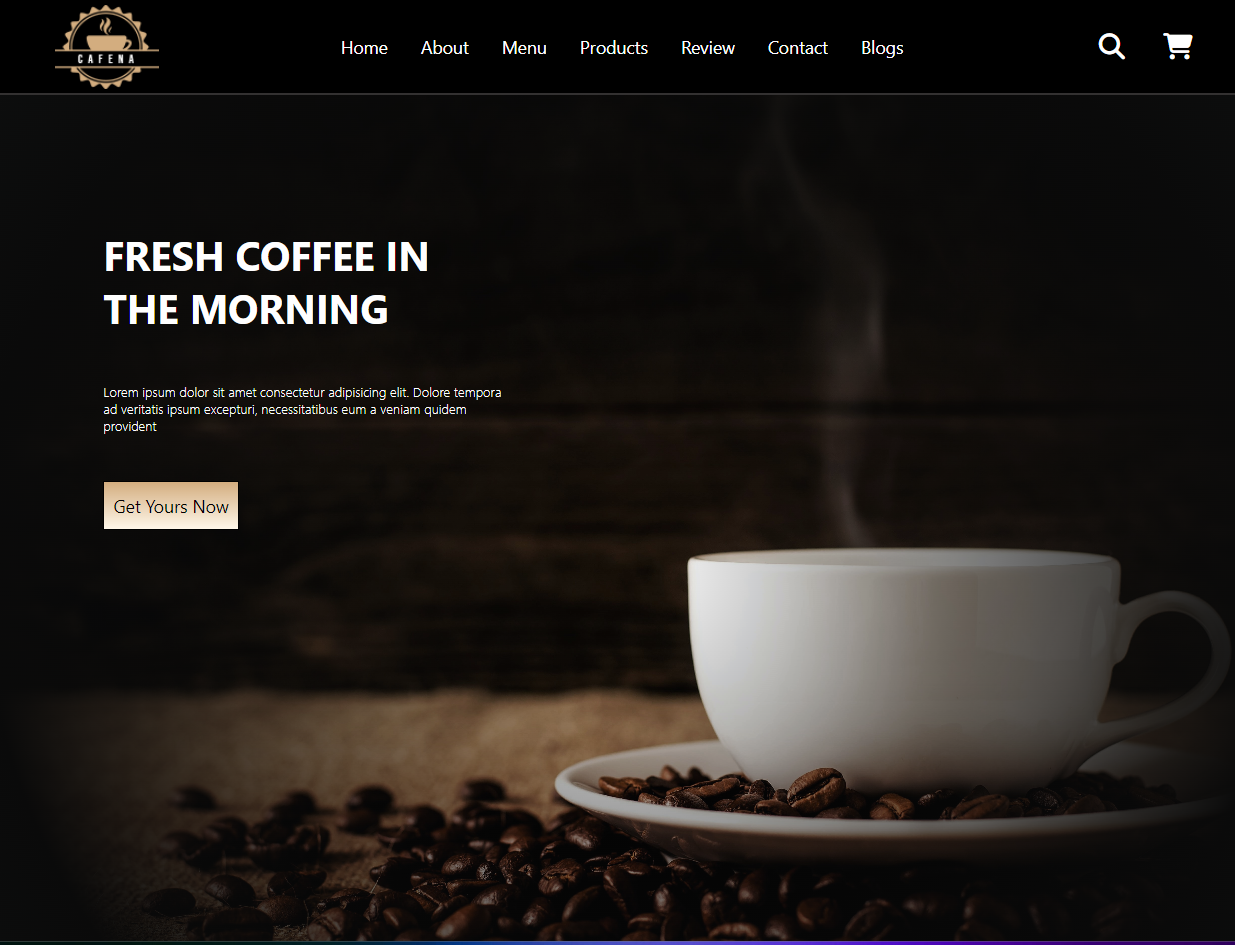 CAFENA
Home About Menu Products Review Contact Blogs
FRESH COFFEE IN
THE MORNING
Lorem ipsum dolor sit amet consectetur adipisicing elit. Dolore tempora
ad veritatis ipsum excepturi, necessitatibus eum a veniam quidem
provident
Get Yours Now